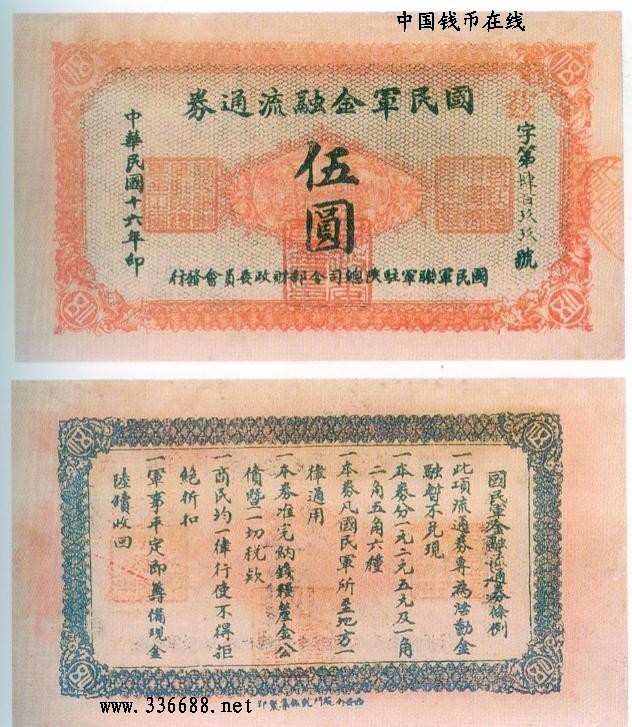 中国钱币在线
國民軍金融流通券
字第肆百玖玖號
伍圓
中華民國十六年印
國民軍聯軍駐陝總司令部財政委員會發行
國民軍金融流通券條例
一此項流通券專為活動金
融暫不兌現
一本券分一元二元五元及一角
二角五角六種
一本券凡國民軍所至地方一
律通用
一本券准完納錢糧釐金公
債暨一切稅款
一商民均一律行使不得拒
絕折扣
一軍事平定即籌備現金
陸續收回
www.336688.net